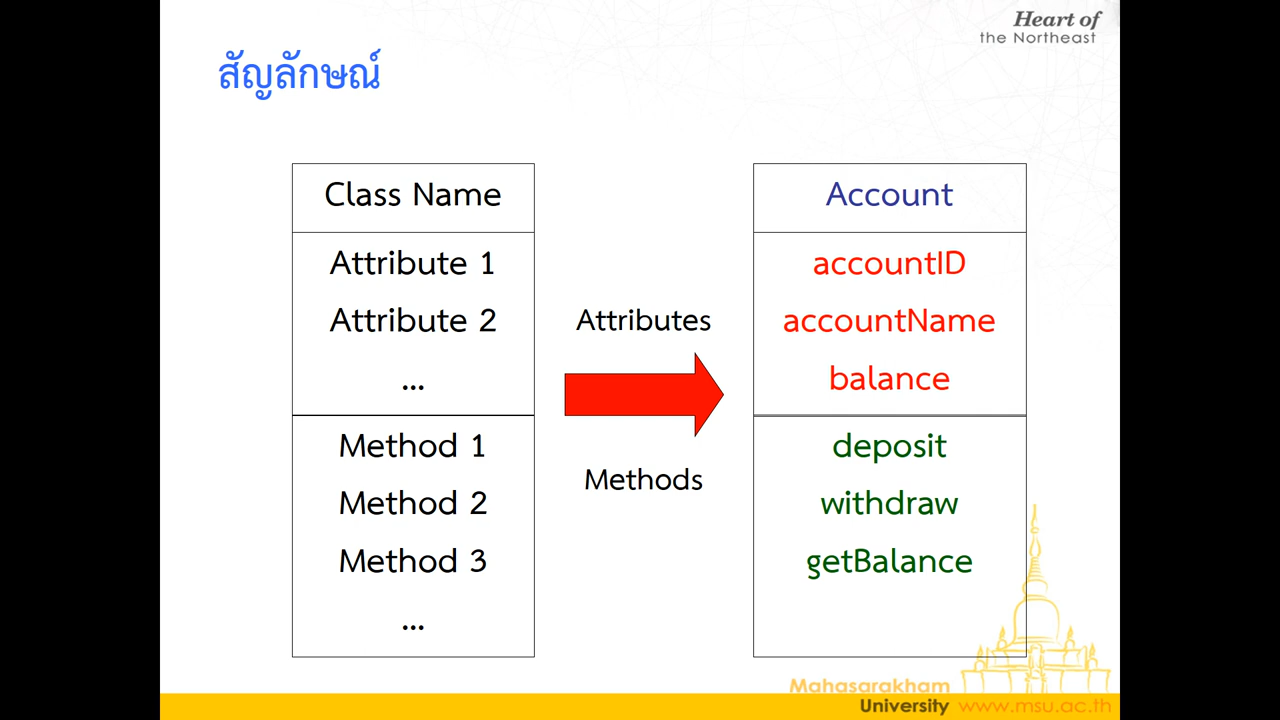 Heart of
the Northeast
สัญลักษณ์
Class Name
Attribute 1
Attribute 2
...
Method 1
Method 2
Method 3
...
Attributes
Methods
Account
accountID
accountName
balance
deposit
withdraw
getBalance
Mahasarakham
University www.msu.ac.th